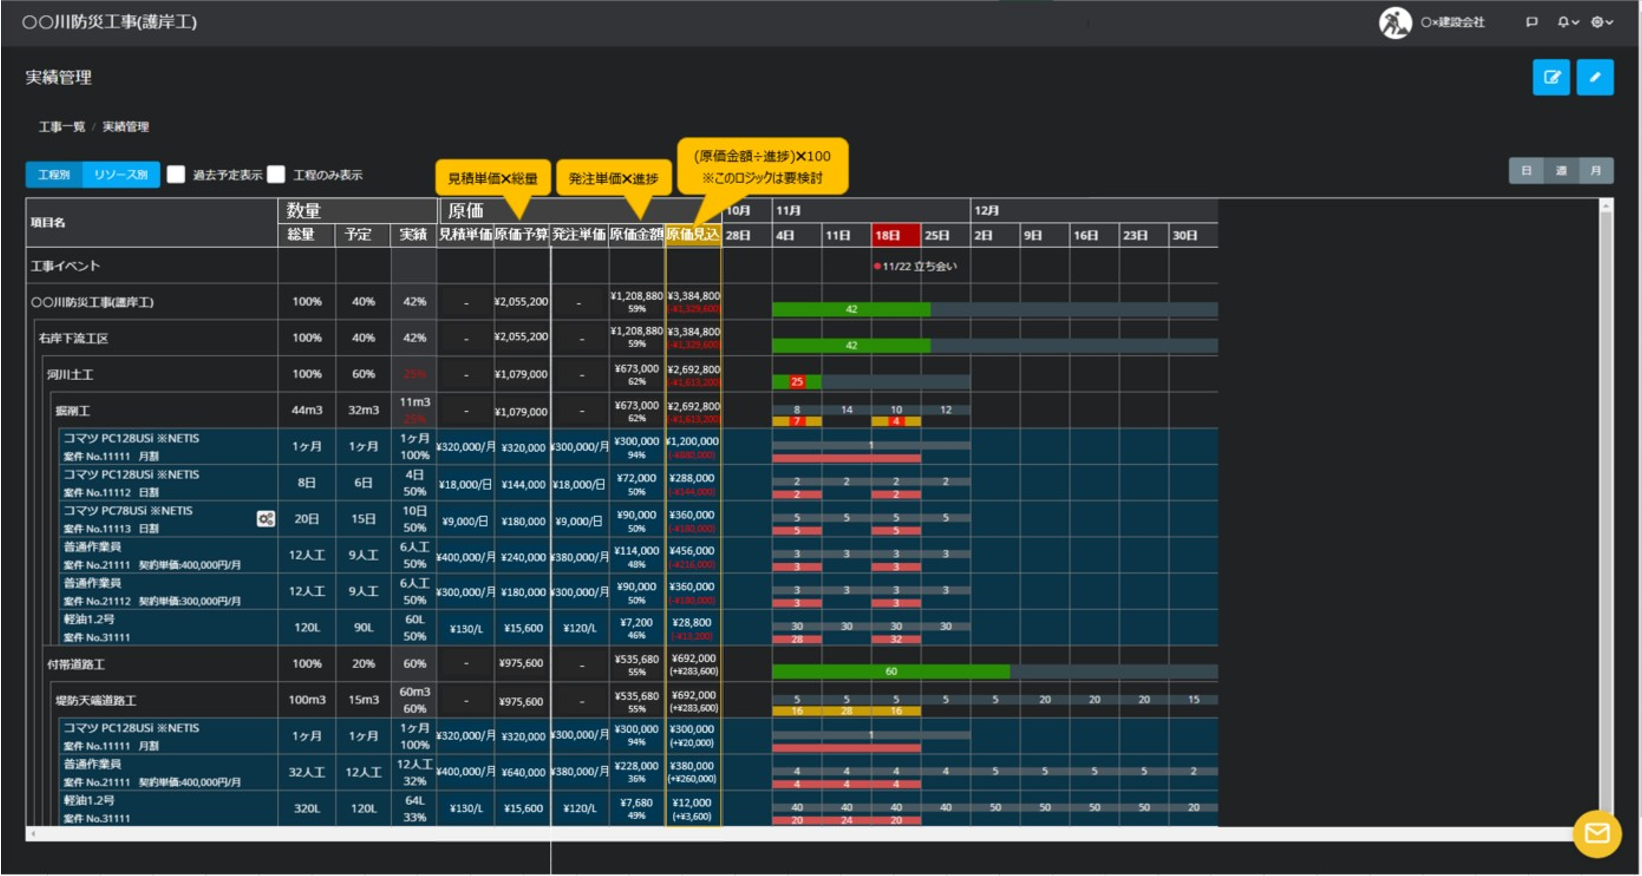 〇〇川防災工事(護岸工)
〇×建設会社
実績管理
工事一覧 / 実績管理
工程別 リソース別 過去予定表示 工程のみ表示
見積単価×総量
発注単価×進捗
(原価金額÷進捗)×100
※このロジックは要検討
日 週 月
項目名 数量 原価 10月 11月 12月
総量 予定 実績 見積単価 原価予算 発注単価 原価金額 原価見込 28日 4日 11日 18日 25日 2日 9日 16日 23日 30日
工事イベント 11/22 立ち会い
〇〇川防災工事(護岸工) 100% 40% 42% - ¥2,055,200 - ¥1,208,880 ¥3,384,800 42
59% (-¥1,329,600)
右岸下流工区 100% 40% 42% - ¥2,055,200 - ¥1,208,880 ¥3,384,800 42
59% (-¥1,329,600)
河川土工 100% 60% 25% - ¥1,079,000 - ¥673,000 ¥2,692,800 25
62% (-¥1,613,200)
掘削工 44m3 32m3 11m3 - ¥1,079,000 - ¥673,000 ¥2,692,800 8 14 10 12
25% 62% (-¥1,613,200) 7 4
コマツ PC128USi ※NETIS 1ヶ月 1ヶ月 1ヶ月 ¥320,000/月 ¥320,000 ¥300,000/月 ¥300,000 ¥1,200,000 1
案件 No.11111 月割 100% 94% (-¥880,000)
コマツ PC128USi ※NETIS 8日 6日 4日 ¥18,000/日 ¥144,000 ¥18,000/日 ¥72,000 ¥288,000 2 2 2 2
案件 No.11112 日割 50% 50% (-¥144,000) 2 2
コマツ PC78USi ※NETIS 20日 15日 10日 ¥9,000/日 ¥180,000 ¥9,000/日 ¥90,000 ¥360,000 5 5 5 5
案件 No.11113 日割 50% 50% (-¥180,000) 5 5
普通作業員 12人工 9人工 6人工 ¥400,000/月 ¥240,000 ¥380,000/月 ¥114,000 ¥456,000 3 3 3 3
案件 No.21111 契約単価:400,000円/月 50% 48% (-¥216,000) 3 3
普通作業員 12人工 9人工 6人工 ¥300,000/月 ¥180,000 ¥300,000/月 ¥90,000 ¥360,000 3 3 3 3
案件 No.21112 契約単価:300,000円/月 50% 50% (-¥180,000) 3 3
軽油1.2号 120L 90L 60L ¥130/L ¥15,600 ¥120/L ¥7,200 ¥28,800 30 30 30 30
案件 No.31111 50% 46% (-¥13,200) 28 32
付帯道路工 100% 20% 60% - ¥975,600 - ¥535,680 ¥692,000 60
55% (+¥283,600)
堤防天端道路工 100m3 15m3 60m3 - ¥975,600 - ¥535,680 ¥692,000 5 5 5 5 5 20 20 20 15
60% 55% (+¥283,600) 16 28 16
コマツ PC128USi ※NETIS 1ヶ月 1ヶ月 1ヶ月 ¥320,000/月 ¥320,000 ¥300,000/月 ¥300,000 ¥300,000 1
案件 No.11111 月割 100% 94% (+¥20,000)
普通作業員 32人工 12人工 12人工 ¥400,000/月 ¥640,000 ¥380,000/月 ¥228,000 ¥380,000 4 4 4 4 5 5 5 5 2
案件 No.21111 契約単価:400,000円/月 32% 36% (+¥260,000) 4 4 4
軽油1.2号 320L 120L 64L ¥130/L ¥15,600 ¥120/L ¥7,680 ¥12,000 40 40 40 40 50 50 50 50 20
案件 No.31111 33% 49% (+¥3,600) 20 24 20